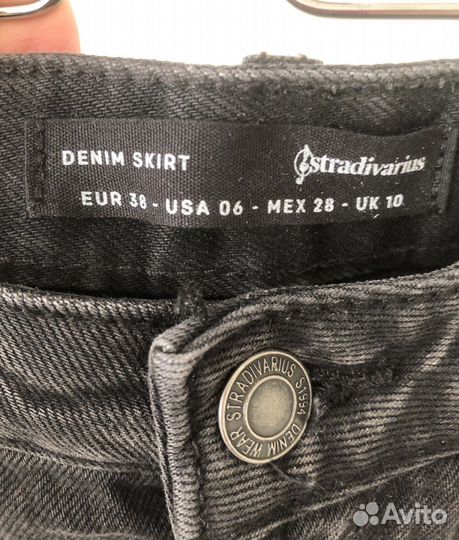 DENIM SKIRT
stradivarius
EUR 38 - USA 06 - MEX 28 - UK 10
STRADIVARIUS S1994 DENIM WEAR
Avito